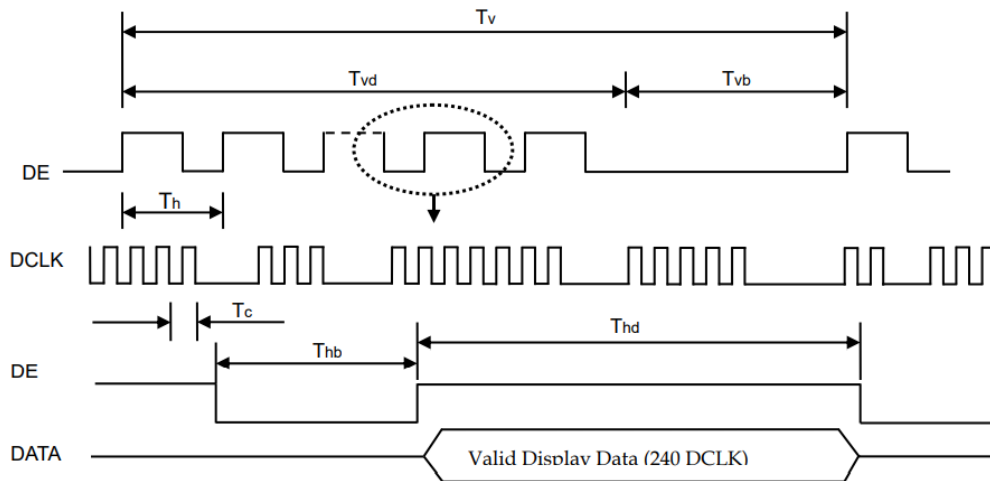 Tv
Tvd
Tvb
DE
Th
DCLK
Tc
Thb
Thd
DE
DATA
Valid Display Data (240 DCLK)